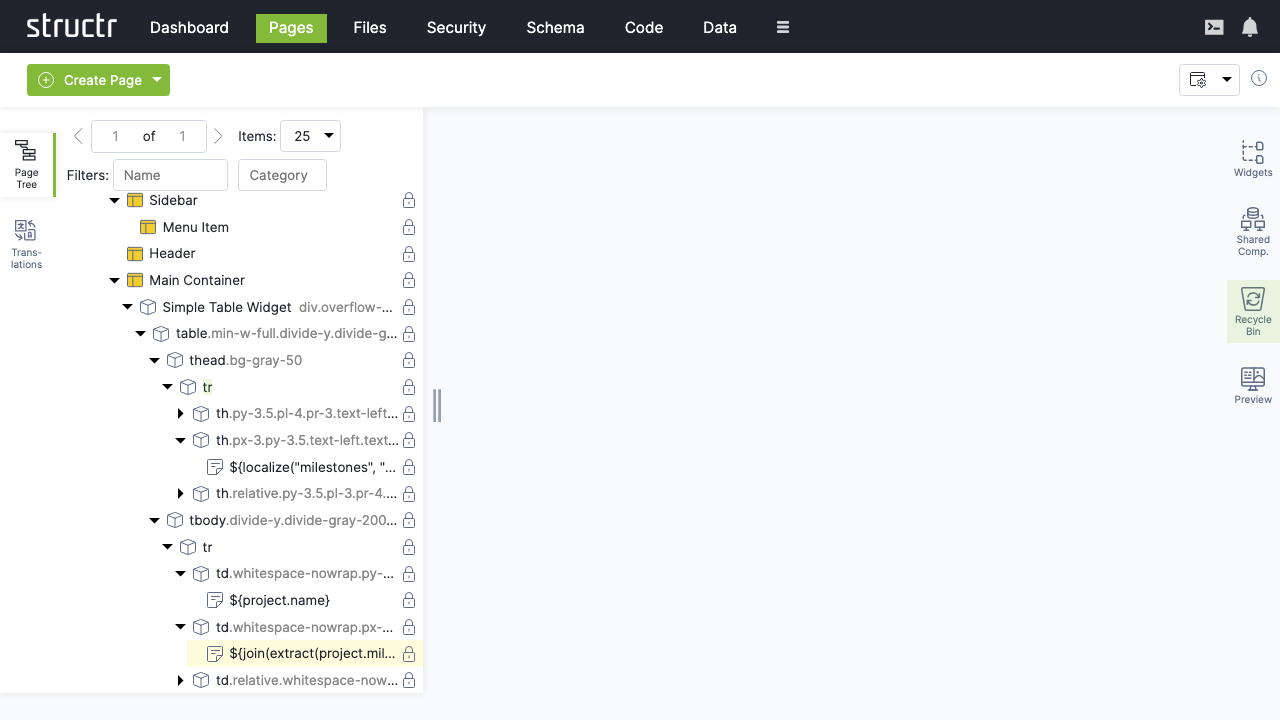 structr Dashboard Pages Files Security Schema Code Data
Create Page
1 of 1 Items: 25
Page Tree
Filters: Name Category
Sidebar
Menu Item
Trans-
lations
Header
Main Container
Simple Table Widget div.overflow-...
table.min-w-full.divide-y.divide-g...
thead.bg-gray-50
tr
th.py-3.5.pl-4.pr-3.text-left...
th.px-3.py-3.5.text-left.text...
${localize("milestones", "...
th.relative.py-3.5.pl-3.pr-4....
tbody.divide-y.divide-gray-200...
tr
td.whitespace-nowrap.py-...
${project.name}
td.whitespace-nowrap.px-...
${join(extract(project.mil...
td.relative.whitespace-now...
Widgets
Shared
Comp.
Recycle
Bin
Preview